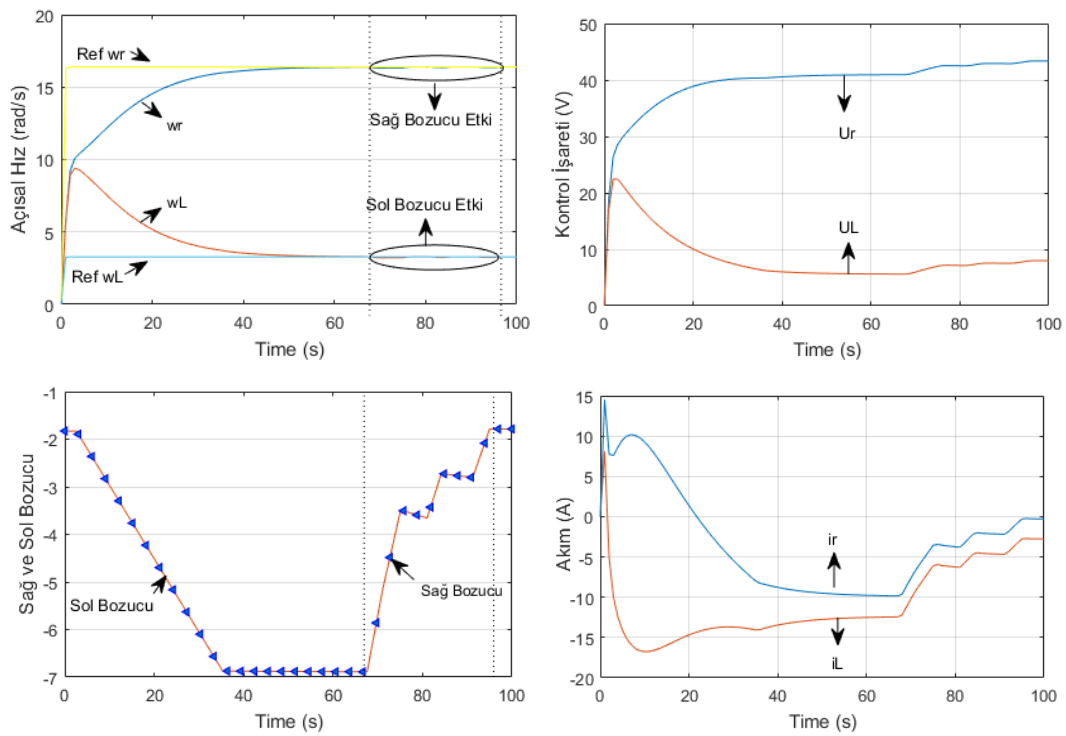 20
15
10
5
0
Açısal Hız (rad/s)
Ref wr
wr
Sağ Bozucu Etki
wL
Sol Bozucu Etki
Ref wL
0 20 40 60 80 100
Time (s)
50
40
30
20
10
0
Kontrol İşareti (V)
Ur
UL
0 20 40 60 80 100
Time (s)
-1
-2
-3
-4
-5
-6
-7
Sağ ve Sol Bozucu
Sol Bozucu
Sağ Bozucu
0 20 40 60 80 100
Time (s)
15
10
5
0
-5
-10
-15
-20
Akım (A)
ir
iL
0 20 40 60 80 100
Time (s)